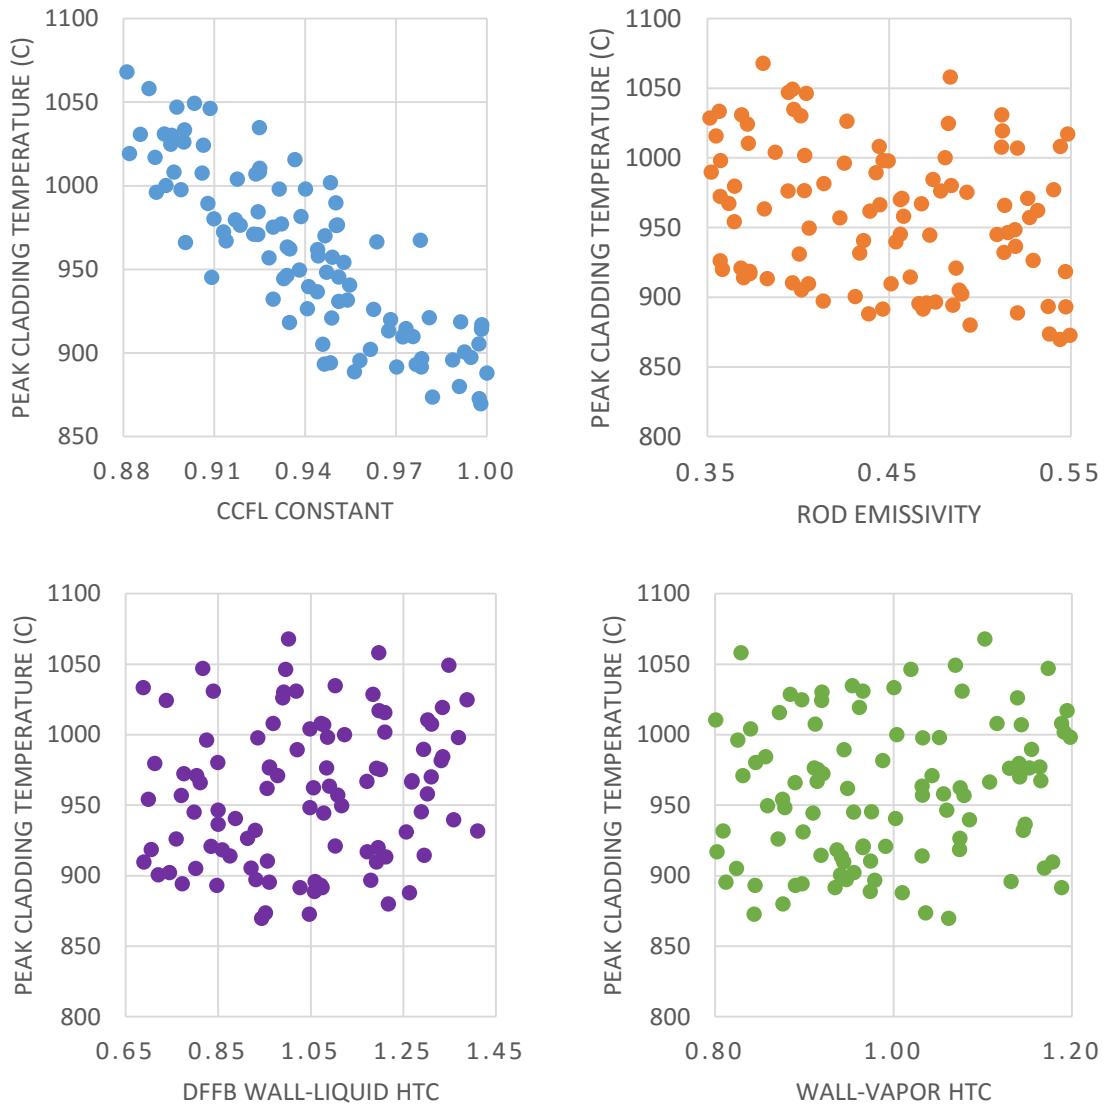 PEAK CLADDING TEMPERATURE (C)
1100
1050
1000
950
900
850
0.88 0.91 0.94 0.97 1.00
CCFL CONSTANT
PEAK CLADDING TEMPERATURE (C)
1100
1050
1000
950
900
850
800
0.35 0.45 0.55
ROD EMISSIVITY
PEAK CLADDING TEMPERATURE (C)
1100
1050
1000
950
900
850
800
0.65 0.85 1.05 1.25 1.45
DFFB WALL-LIQUID HTC
PEAK CLADDING TEMPERATURE (C)
1100
1050
1000
950
900
850
800
0.80 1.00 1.20
WALL-VAPOR HTC